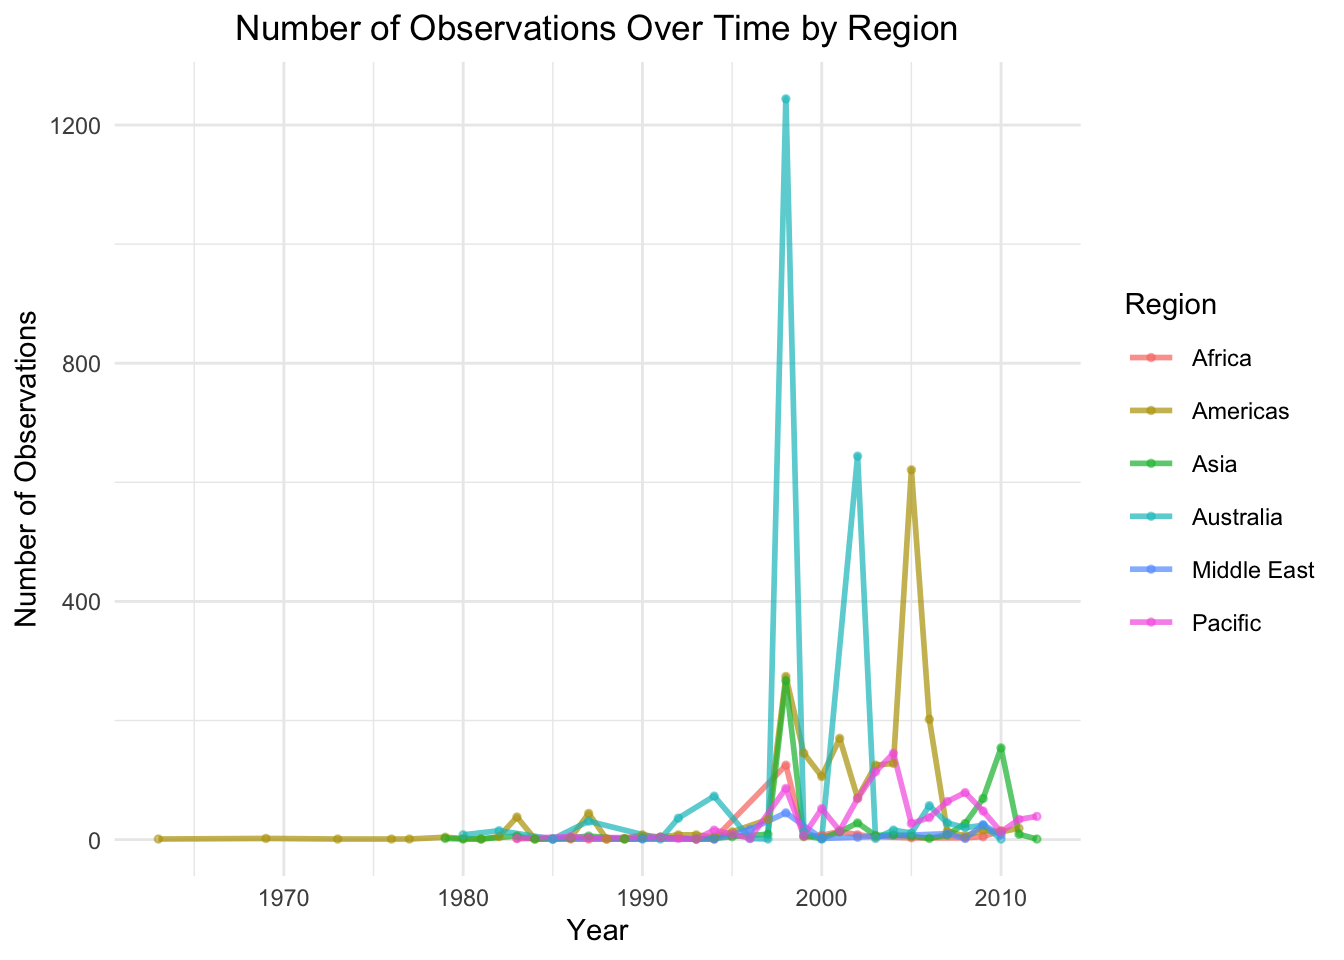 Number of Observations Over Time by Region
Number of Observations
1200
800
400
0
1970
1980
1990
2000
2010
Year
Region
Africa
Americas
Asia
Australia
Middle East
Pacific